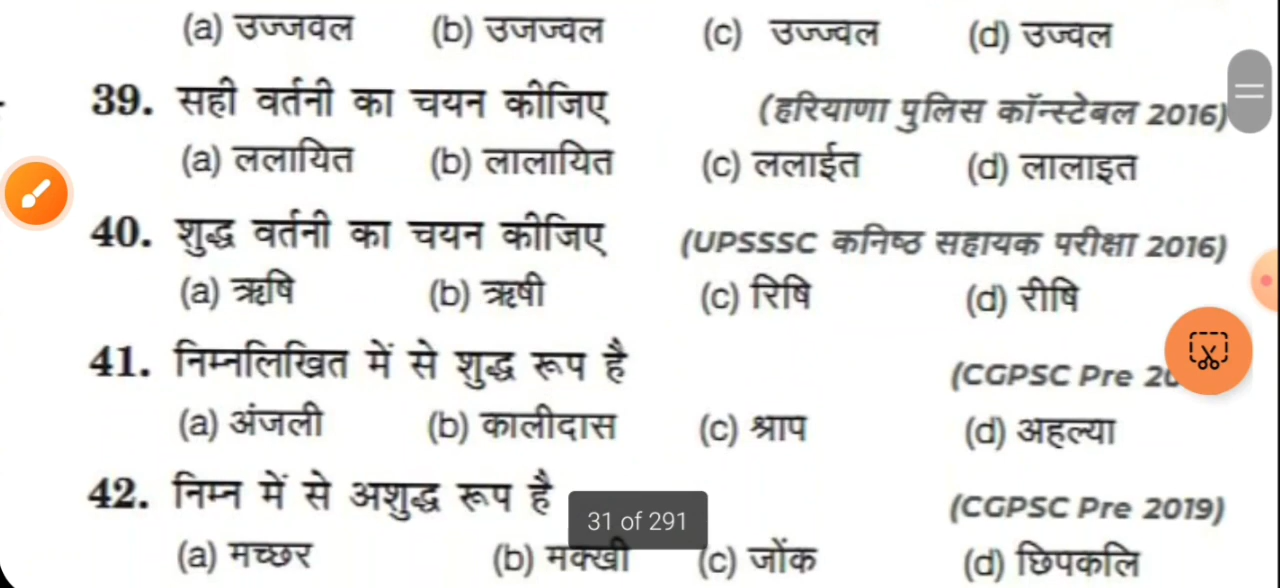 (a) उज्जवल (b) उजज्वल (c) उज्ज्वल (d) उज्वल
39. सही वर्तनी का चयन कीजिए (हरियाणा पुलिस कॉन्स्टेबल 2016)
(a) ललायित (b) लालायित (c) ललाईत (d) लालाइत
40. शुद्ध वर्तनी का चयन कीजिए (UPSSSC कनिष्ठ सहायक परीक्षा 2016)
(a) ऋषि (b) ऋषी (c) रिषि (d) रीषि
41. निम्नलिखित में से शुद्ध रूप है (CGPSC Pre
(a) अंजली (b) कालीदास (c) श्राप (d) अहल्या
42. निम्न में से अशुद्ध रूप है (CGPSC Pre 2019)
31 of 291
(a) मच्छर (b) मक्खी (c) जोंक (d) छिपकलि